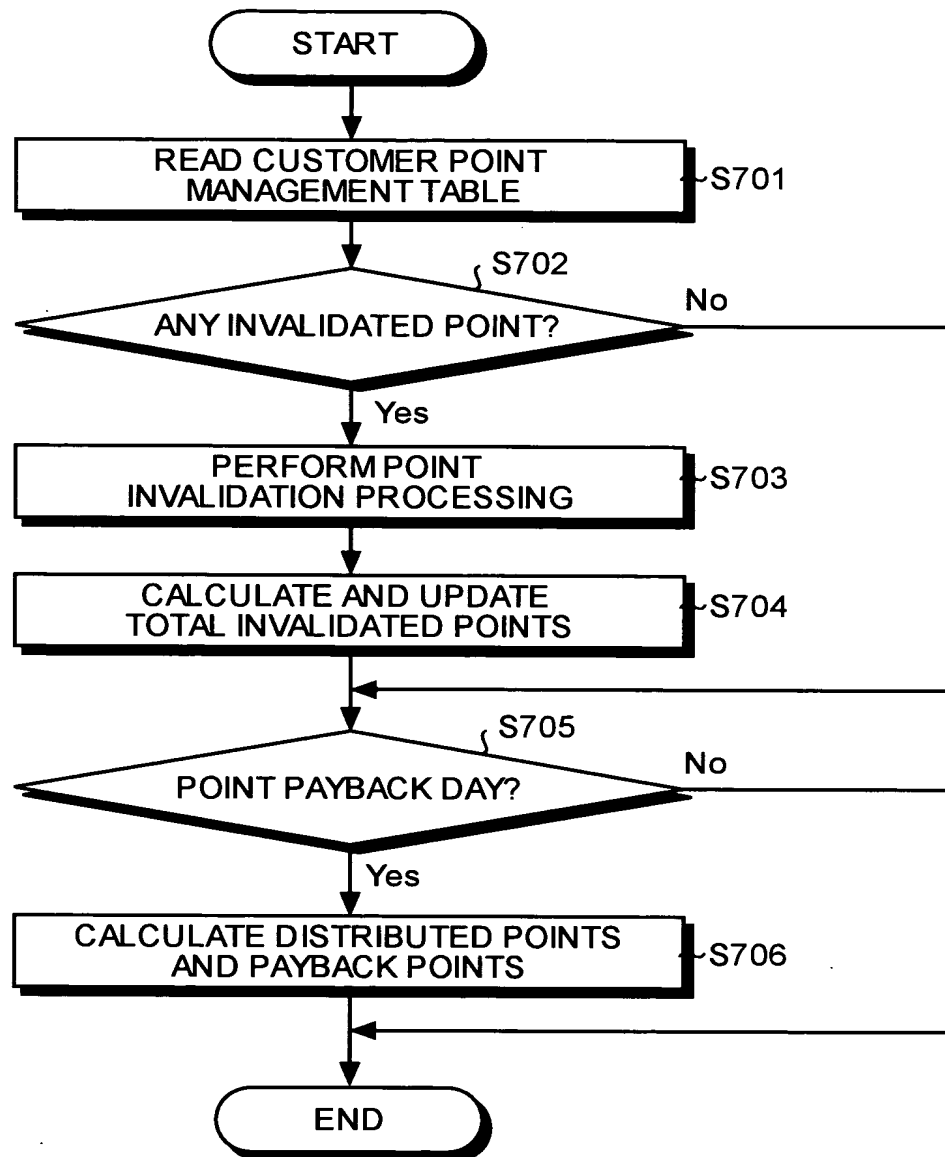 START
READ CUSTOMER POINT
MANAGEMENT TABLE
S701
S702
No
ANY INVALIDATED POINT?
Yes
PERFORM POINT
INVALIDATION PROCESSING
S703
CALCULATE AND UPDATE
TOTAL INVALIDATED POINTS
S704
S705
No
POINT PAYBACK DAY?
Yes
CALCULATE DISTRIBUTED POINTS
AND PAYBACK POINTS
S706
END